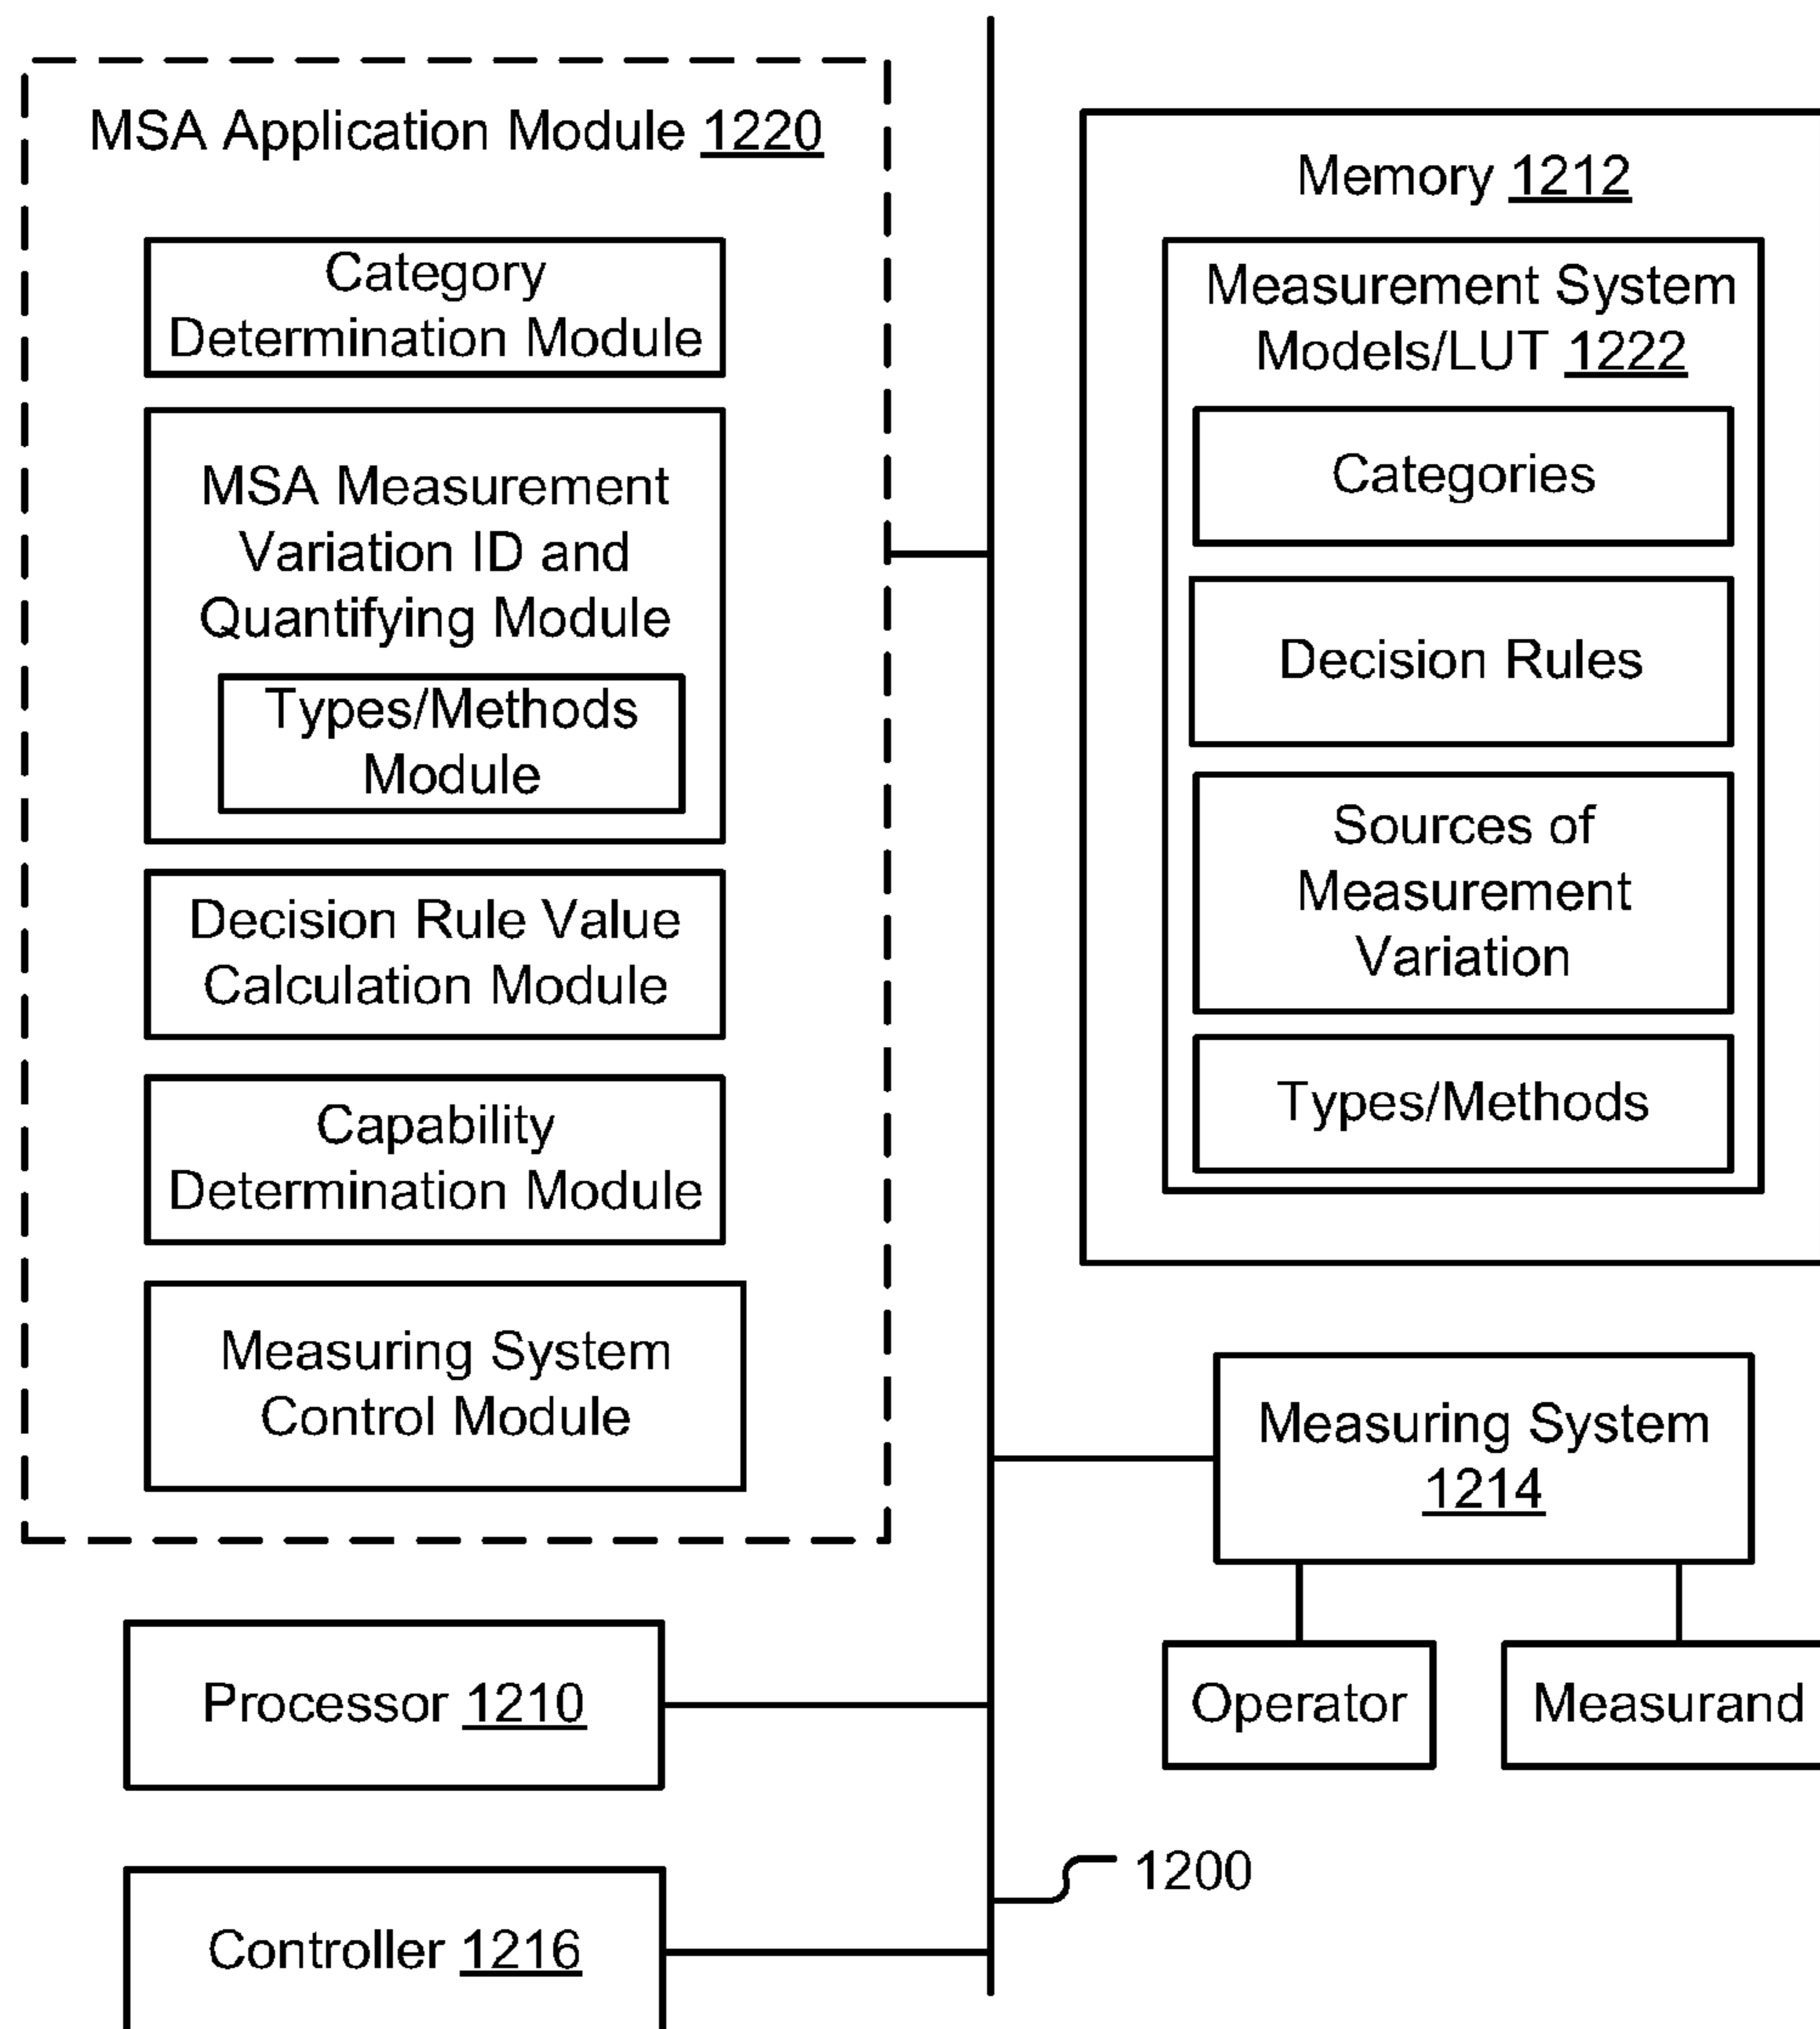 MSA Application Module 1220
Category
Determination Module
MSA Measurement
Variation ID and
Quantifying Module
Types/Methods
Module
Decision Rule Value
Calculation Module
Capability
Determination Module
Measuring System
Control Module
Processor 1210
Controller 1216
Memory 1212
Measurement System
Models/LUT 1222
Categories
Decision Rules
Sources of
Measurement
Variation
Types/Methods
Measuring System
1214
Operator
Measurand
1200